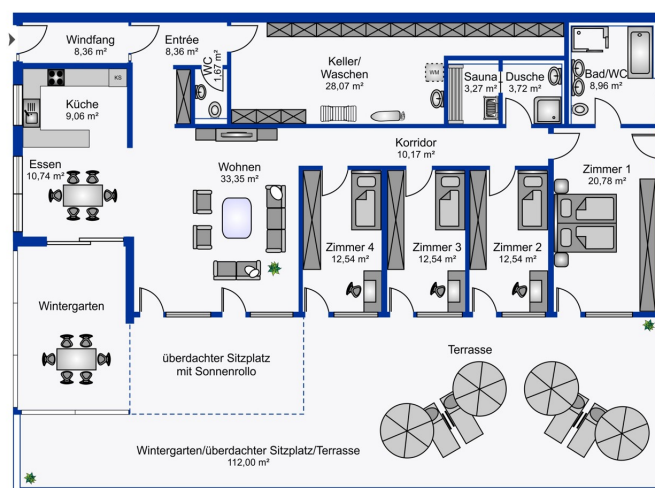 Windfang
8,36 m²
Entrée
8,36 m²
WC
1,67 m²
Keller/
Waschen
28,07 m²
WM
Sauna
3,27 m²
Dusche
3,72 m²
Bad/WC
8,96 m²
KS
Küche
9,06 m²
Essen
10,74 m²
Wohnen
33,35 m²
Korridor
10,17 m²
Zimmer 1
20,78 m²
Zimmer 4
12,54 m²
Zimmer 3
12,54 m²
Zimmer 2
12,54 m²
Wintergarten
überdachter Sitzplatz
mit Sonnenrollo
Terrasse
Wintergarten/überdachter Sitzplatz/Terrasse
112,00 m²